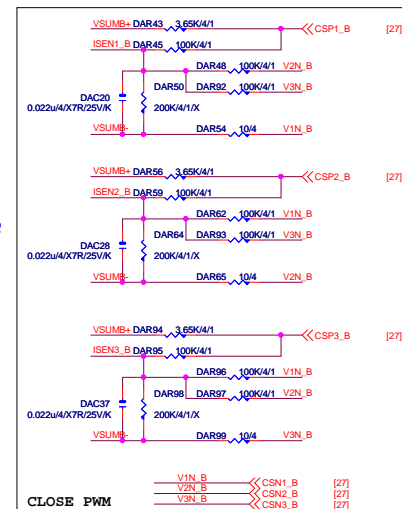 VSUMB+ DAR43 3.65K/4/1 CSP1_B [27]
ISEN1_B DAR45 100K/4/1
DAR48 100K/4/1 V2N_B
DAC20 DAR50 DAR92 100K/4/1 V3N_B
0.022u/4/X7R/25V/K 200K/4/1/X
VSUMB- DAR54 10/4 V1N_B
VSUMB+ DAR56 3.65K/4/1 CSP2_B [27]
ISEN2_B DAR59 100K/4/1
DAR62 100K/4/1 V1N_B
DAC28 DAR64 DAR93 100K/4/1 V3N_B
0.022u/4/X7R/25V/K 200K/4/1/X
VSUMB- DAR65 10/4 V2N_B
VSUMB+ DAR94 3.65K/4/1 CSP3_B [27]
ISEN3_B DAR95 100K/4/1
DAR96 100K/4/1 V1N_B
DAC37 DAR98 DAR97 100K/4/1 V2N_B
0.022u/4/X7R/25V/K 200K/4/1/X
VSUMB- DAR99 10/4 V3N_B
V1N_B CSN1_B [27]
V2N_B CSN2_B [27]
V3N_B CSN3_B [27]
CLOSE PWM